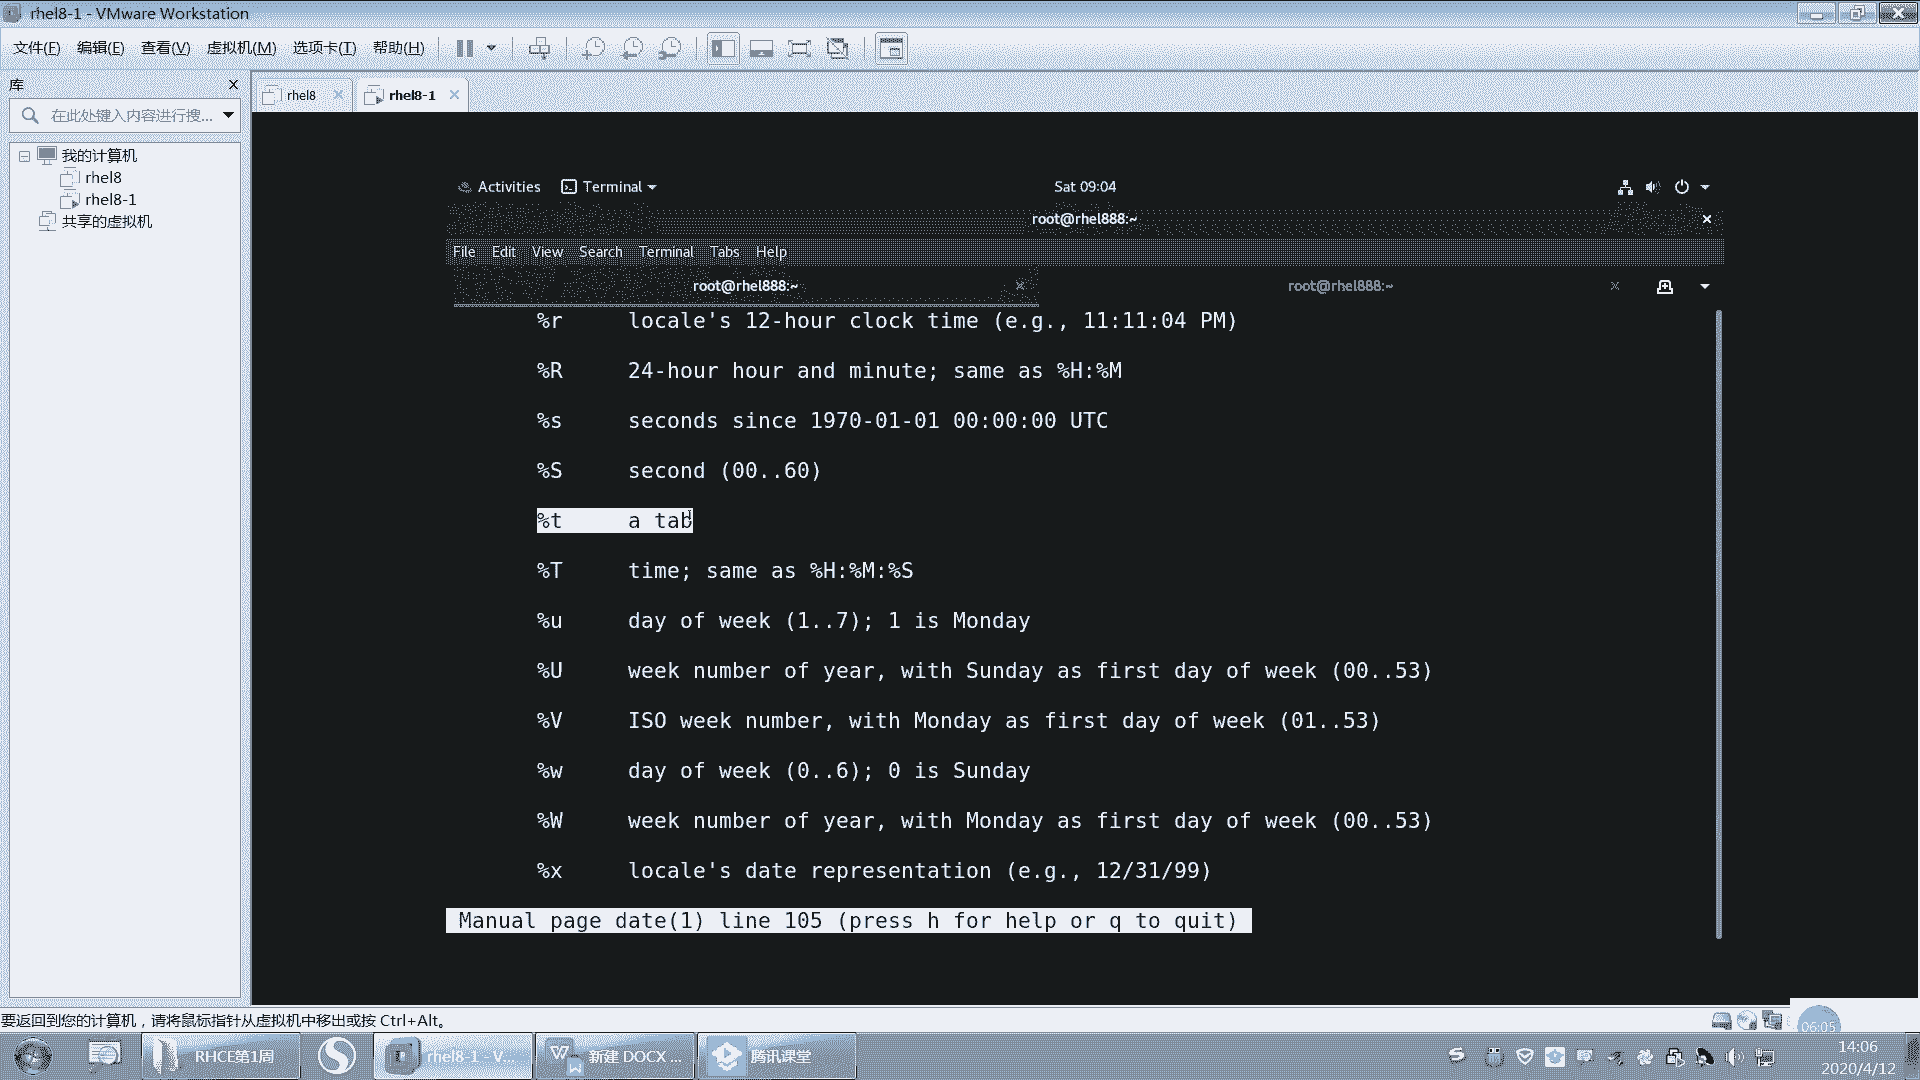 rhel8-1 - VMware Workstation
文件(F) 编辑(E) 查看(V) 虚拟机(M) 选项卡(T) 帮助(H)
库
在此处键入内容进行搜...
我的计算机
rhel8
rhel8-1
共享的虚拟机
rhel8 rhel8-1
Activities Terminal Sat 09:04
root@rhel888:~
File Edit View Search Terminal Tabs Help
root@rhel888:~ root@rhel888:~
%r locale's 12-hour clock time (e.g., 11:11:04 PM)
%R 24-hour hour and minute; same as %H:%M
%s seconds since 1970-01-01 00:00:00 UTC
%S second (00..60)
%t a tab
%T time; same as %H:%M:%S
%u day of week (1..7); 1 is Monday
%U week number of year, with Sunday as first day of week (00..53)
%V ISO week number, with Monday as first day of week (01..53)
%w day of week (0..6); 0 is Sunday
%W week number of year, with Monday as first day of week (00..53)
%x locale's date representation (e.g., 12/31/99)
Manual page date(1) line 105 (press h for help or q to quit)
要返回到您的计算机，请将鼠标指针从虚拟机中移出或按 Ctrl+Alt。
06:05
RHCE第1周 rhel8-1 - V... 新建 DOCX ... 腾讯课堂
14:06
2020/4/12